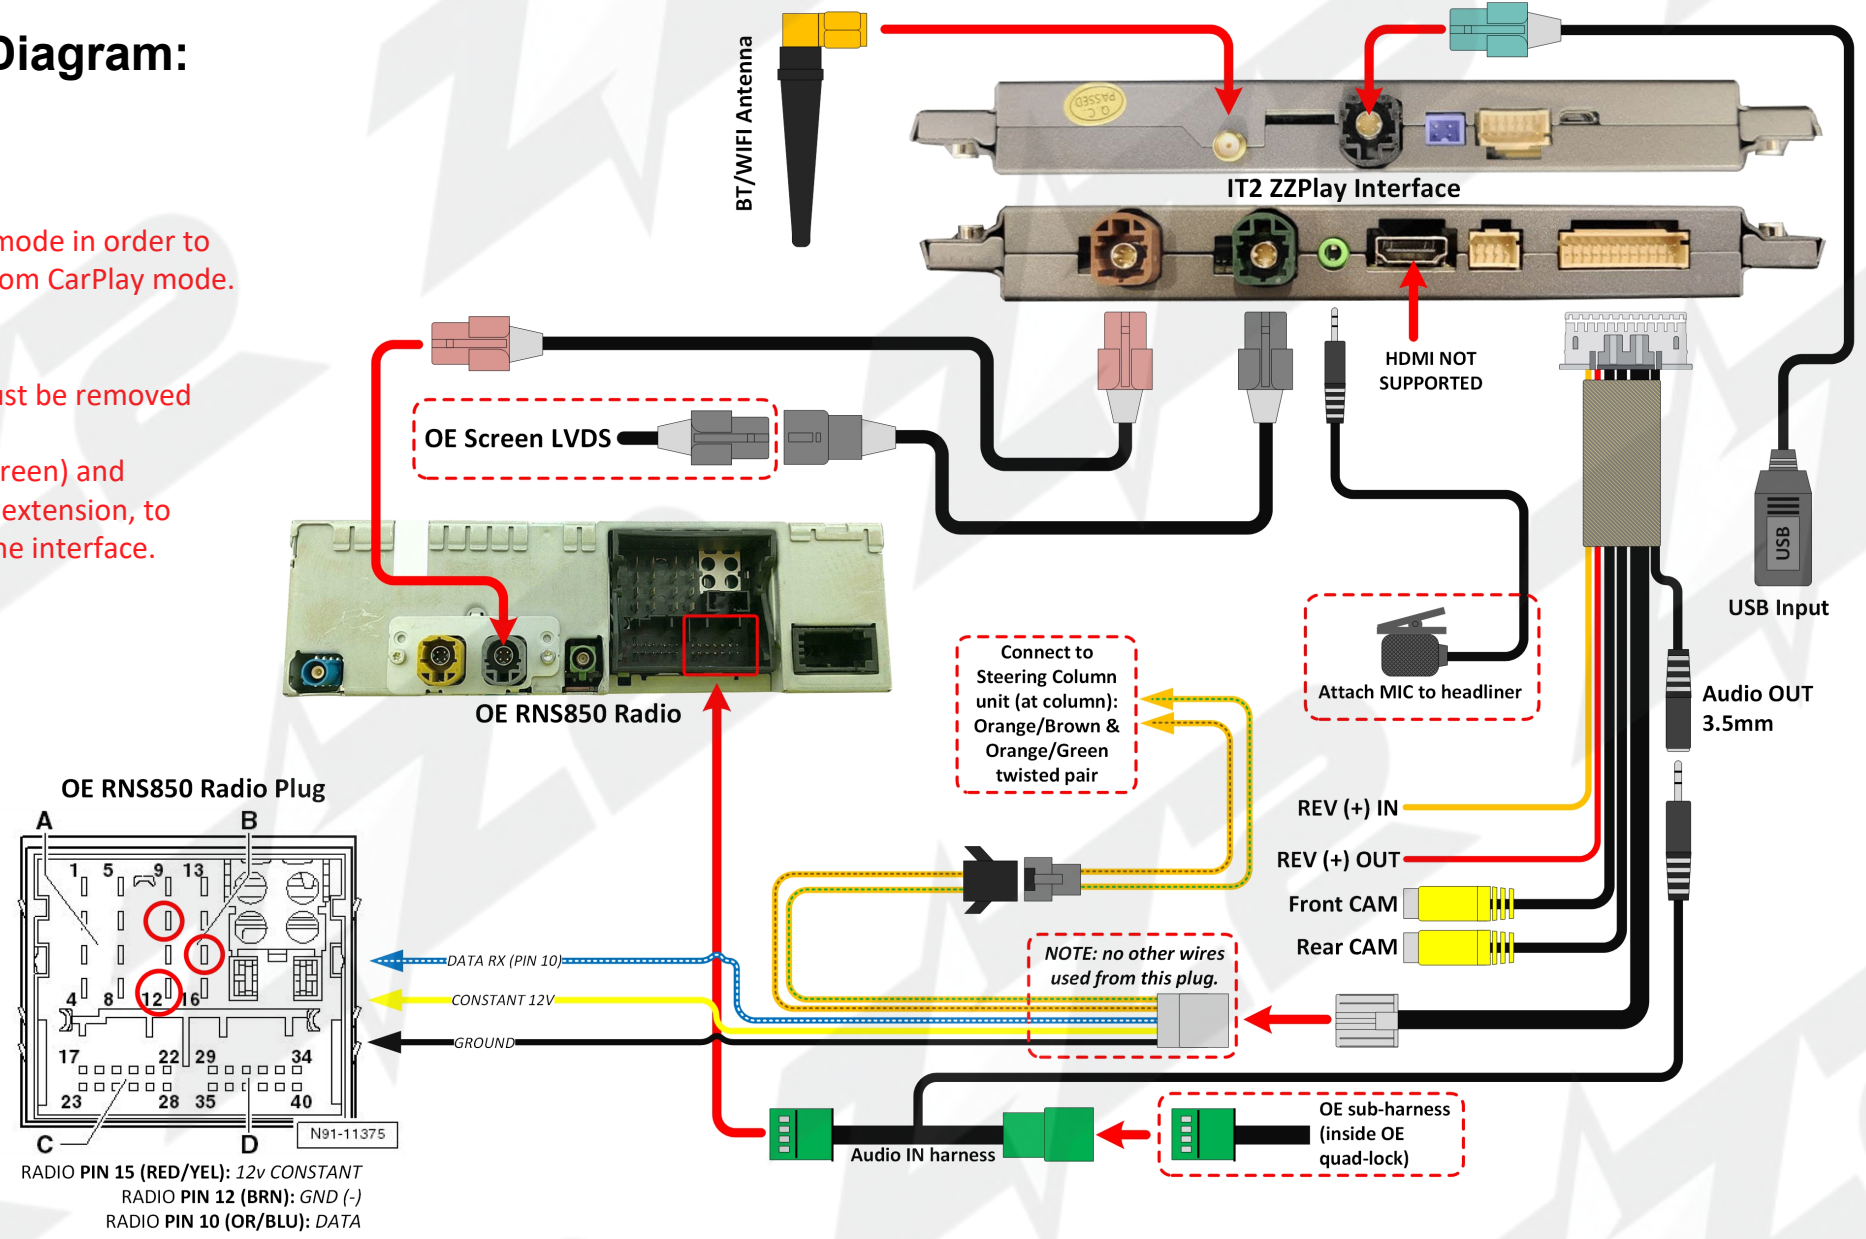 Diagram:
mode in order to
om CarPlay mode.
ust be removed
reen) and
extension, to
he interface.
BT/WIFI Antenna
Q.C
PASSED
IT2 ZZPlay Interface
HDMI NOT
SUPPORTED
OE Screen LVDS
USB
USB Input
OE RNS850 Radio
Connect to
Steering Column
unit (at column):
Orange/Brown &
Orange/Green
twisted pair
Attach MIC to headliner
Audio OUT
3.5mm
REV (+) IN
REV (+) OUT
Front CAM
Rear CAM
NOTE: no other wires
used from this plug.
DATA RX (PIN 10)
CONSTANT 12V
GROUND
OE RNS850 Radio Plug
A B
1 5 9 13
4 8 12 16
17 22 29 34
23 28 35 40
C D
N91-11375
RADIO PIN 15 (RED/YEL): 12v CONSTANT
RADIO PIN 12 (BRN): GND (-)
RADIO PIN 10 (OR/BLU): DATA
Audio IN harness
OE sub-harness
(inside OE
quad-lock)